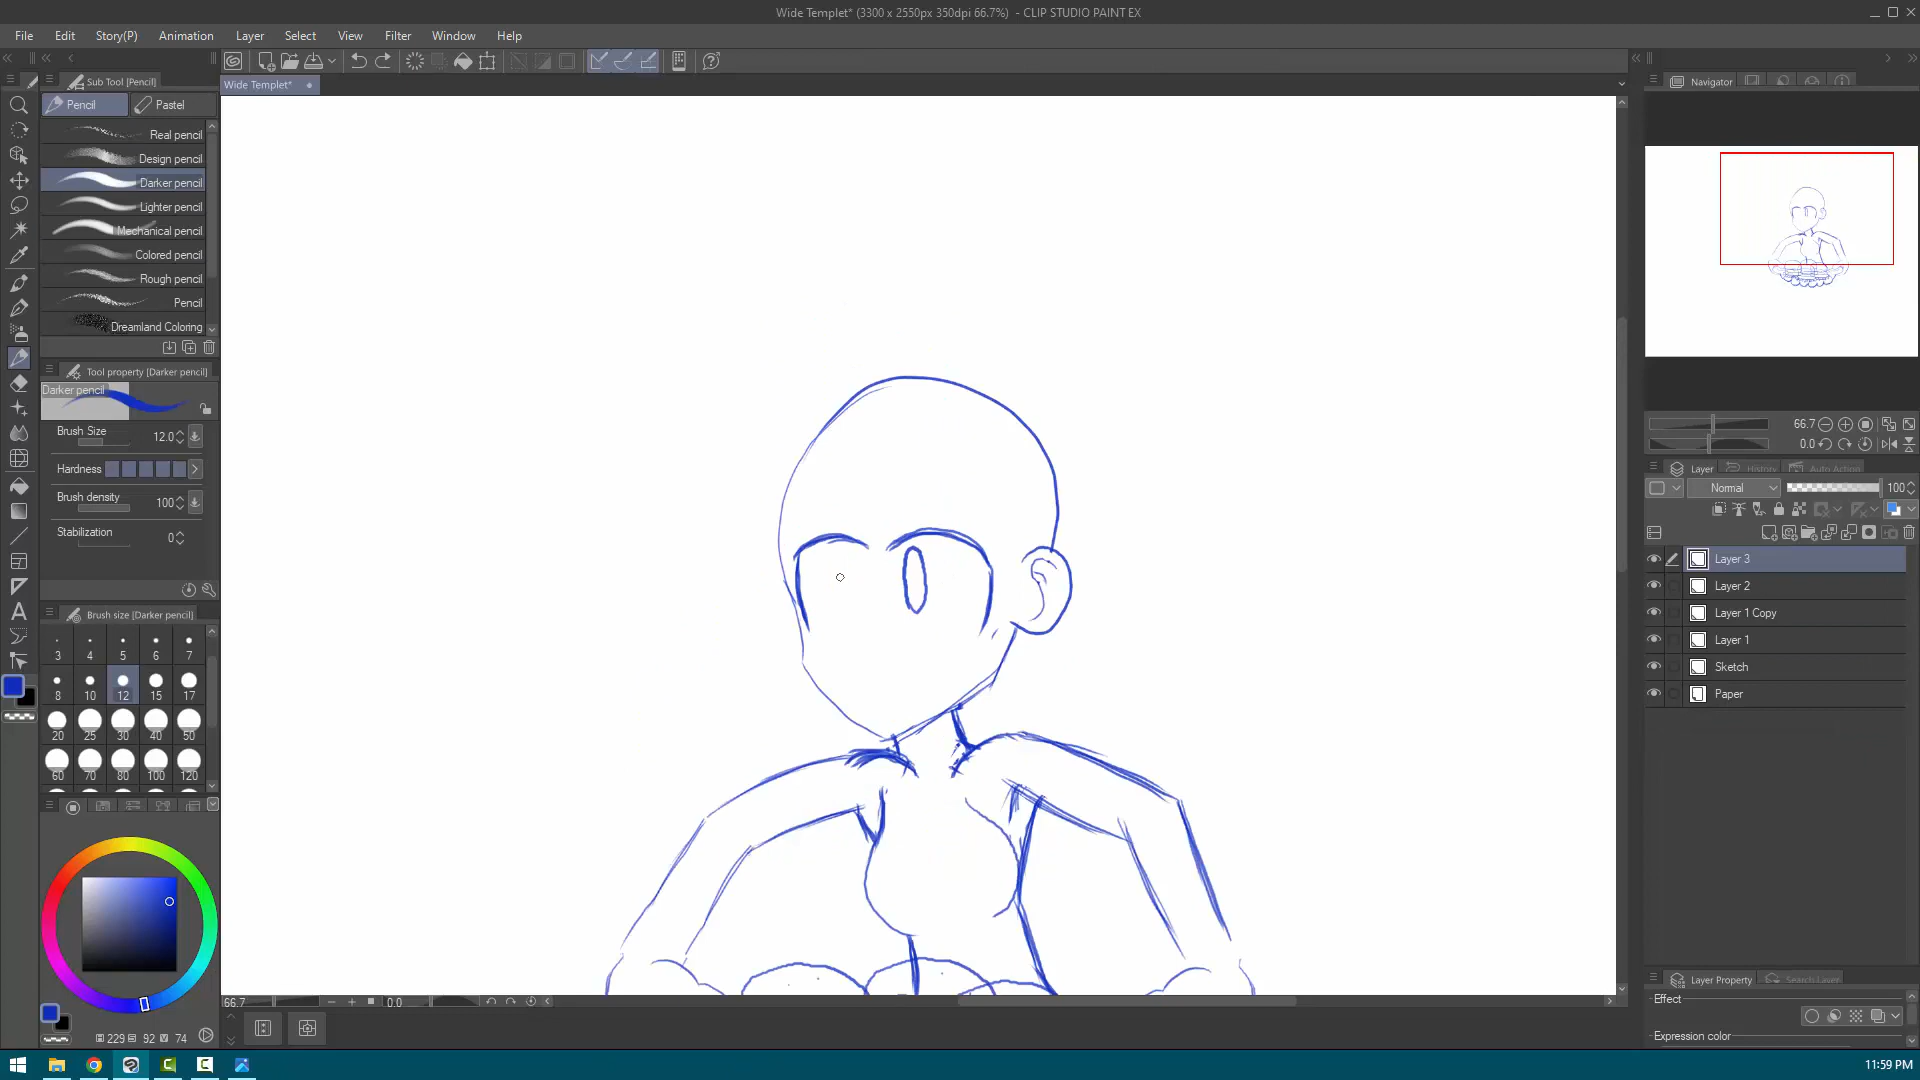 Wide Templet* (3300 x 2550px 350dpi 66.7%) - CLIP STUDIO PAINT EX
File Edit Story(P) Animation Layer Select View Filter Window Help
Sub Tool [Pencil]
Wide Templet*
Navigator
Pencil Pastel
Real pencil
Design pencil
Darker pencil
Lighter pencil
Mechanical pencil
Colored pencil
Rough pencil
Pencil
Dreamland Coloring
Tool property [Darker pencil]
Darker pencil
Brush Size 12.0
Hardness
Brush density 100
Stabilization 0
Brush size [Darker pencil]
3 4 5 6 7
8 10 12 15 17
20 25 30 40 50
60 70 80 100 120
229 92 V 74
66.7 0.0
66.7
0.0
Layer History Auto Action
Normal 100
Layer 3
Layer 2
Layer 1 Copy
Layer 1
Sketch
Paper
Layer Property Search Layer
Effect
Expression color
11:59 PM